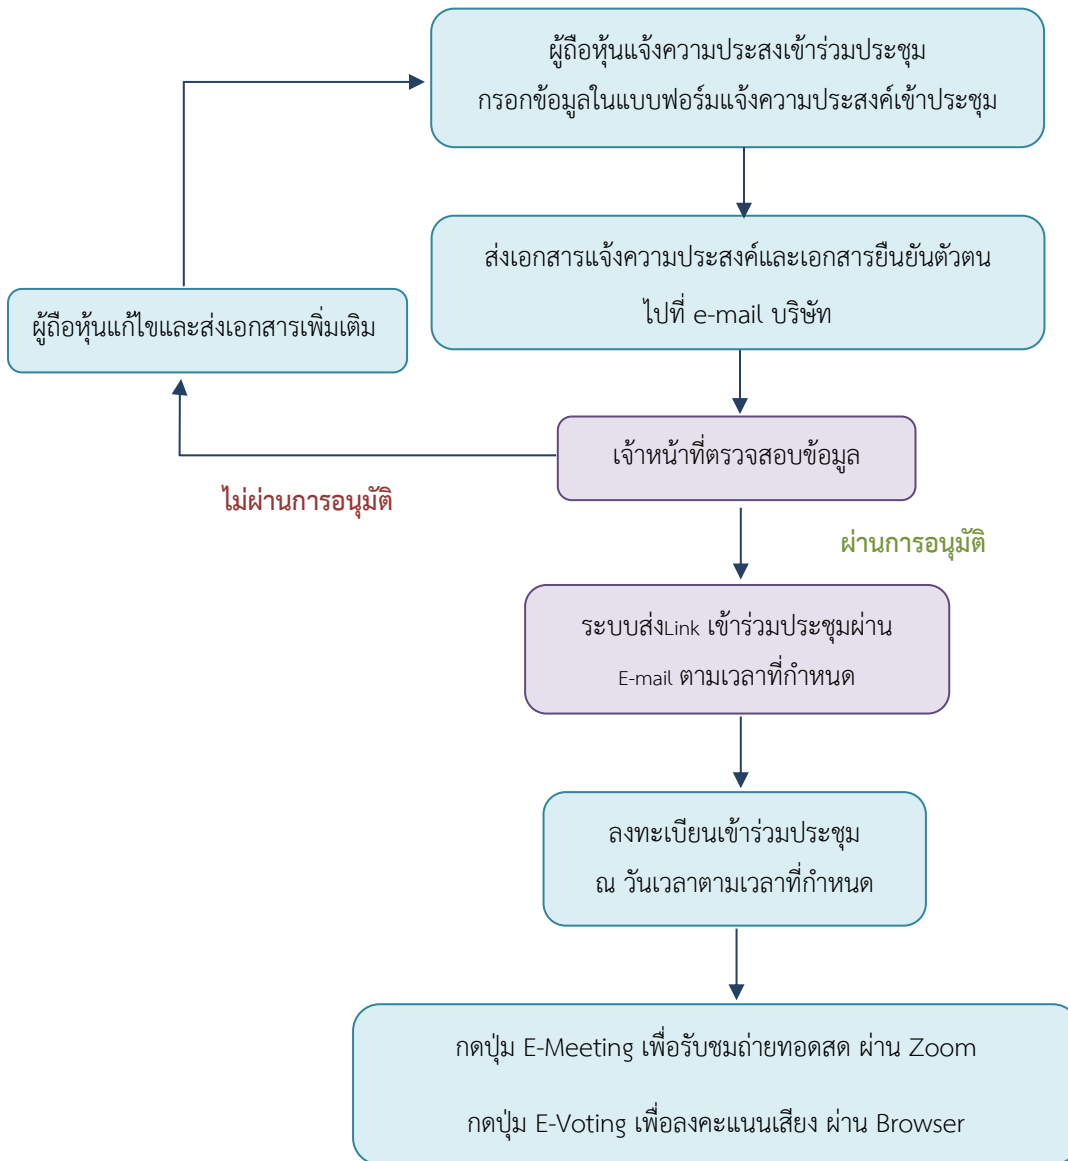 ผู้ถือหุ้นแจ้งความประสงเข้าร่วมประชุม
กรอกข้อมูลในแบบฟอร์มแจ้งความประสงค์เข้าประชุม
ส่งเอกสารแจ้งความประสงค์และเอกสารยืนยันตัวตน
ไปที่ e-mail บริษัท
ผู้ถือหุ้นแก้ไขและส่งเอกสารเพิ่มเติม
เจ้าหน้าที่ตรวจสอบข้อมูล
ไม่ผ่านการอนุมัติ
ผ่านการอนุมัติ
ระบบส่งLink เข้าร่วมประชุมผ่าน
E-mail ตามเวลาที่กำหนด
ลงทะเบียนเข้าร่วมประชุม
ณ วันเวลาตามเวลาที่กำหนด
กดปุ่ม E-Meeting เพื่อรับชมถ่ายทอดสด ผ่าน Zoom
กดปุ่ม E-Voting เพื่อลงคะแนนเสียง ผ่าน Browser